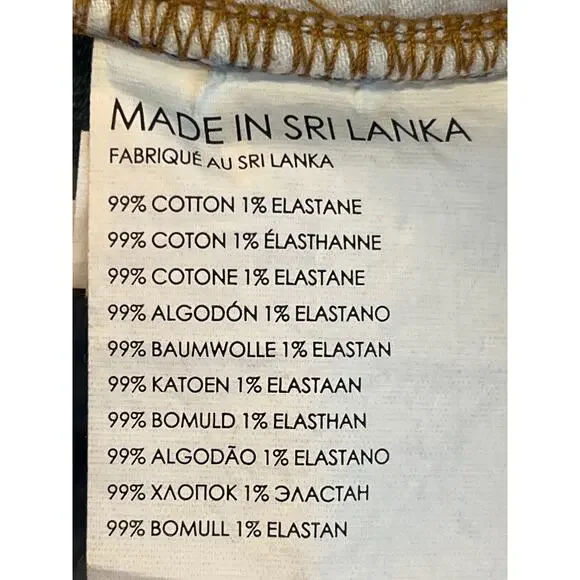 MADE IN SRI LANKA
FABRIQUÉ AU SRI LANKA
99% COTTON 1% ELASTANE
99% COTON 1% ÉLASTHANNE
99% COTONE 1% ELASTANE
99% ALGODÓN 1% ELASTANO
99% BAUMWOLLE 1% ELASTAN
99% KATOEN 1% ELASTAAN
99% BOMULD 1% ELASTHAN
99% ALGODÃO 1% ELASTANO
99% ХЛОПОК 1% ЭЛАСТАН
99% BOMULL 1% ELASTAN